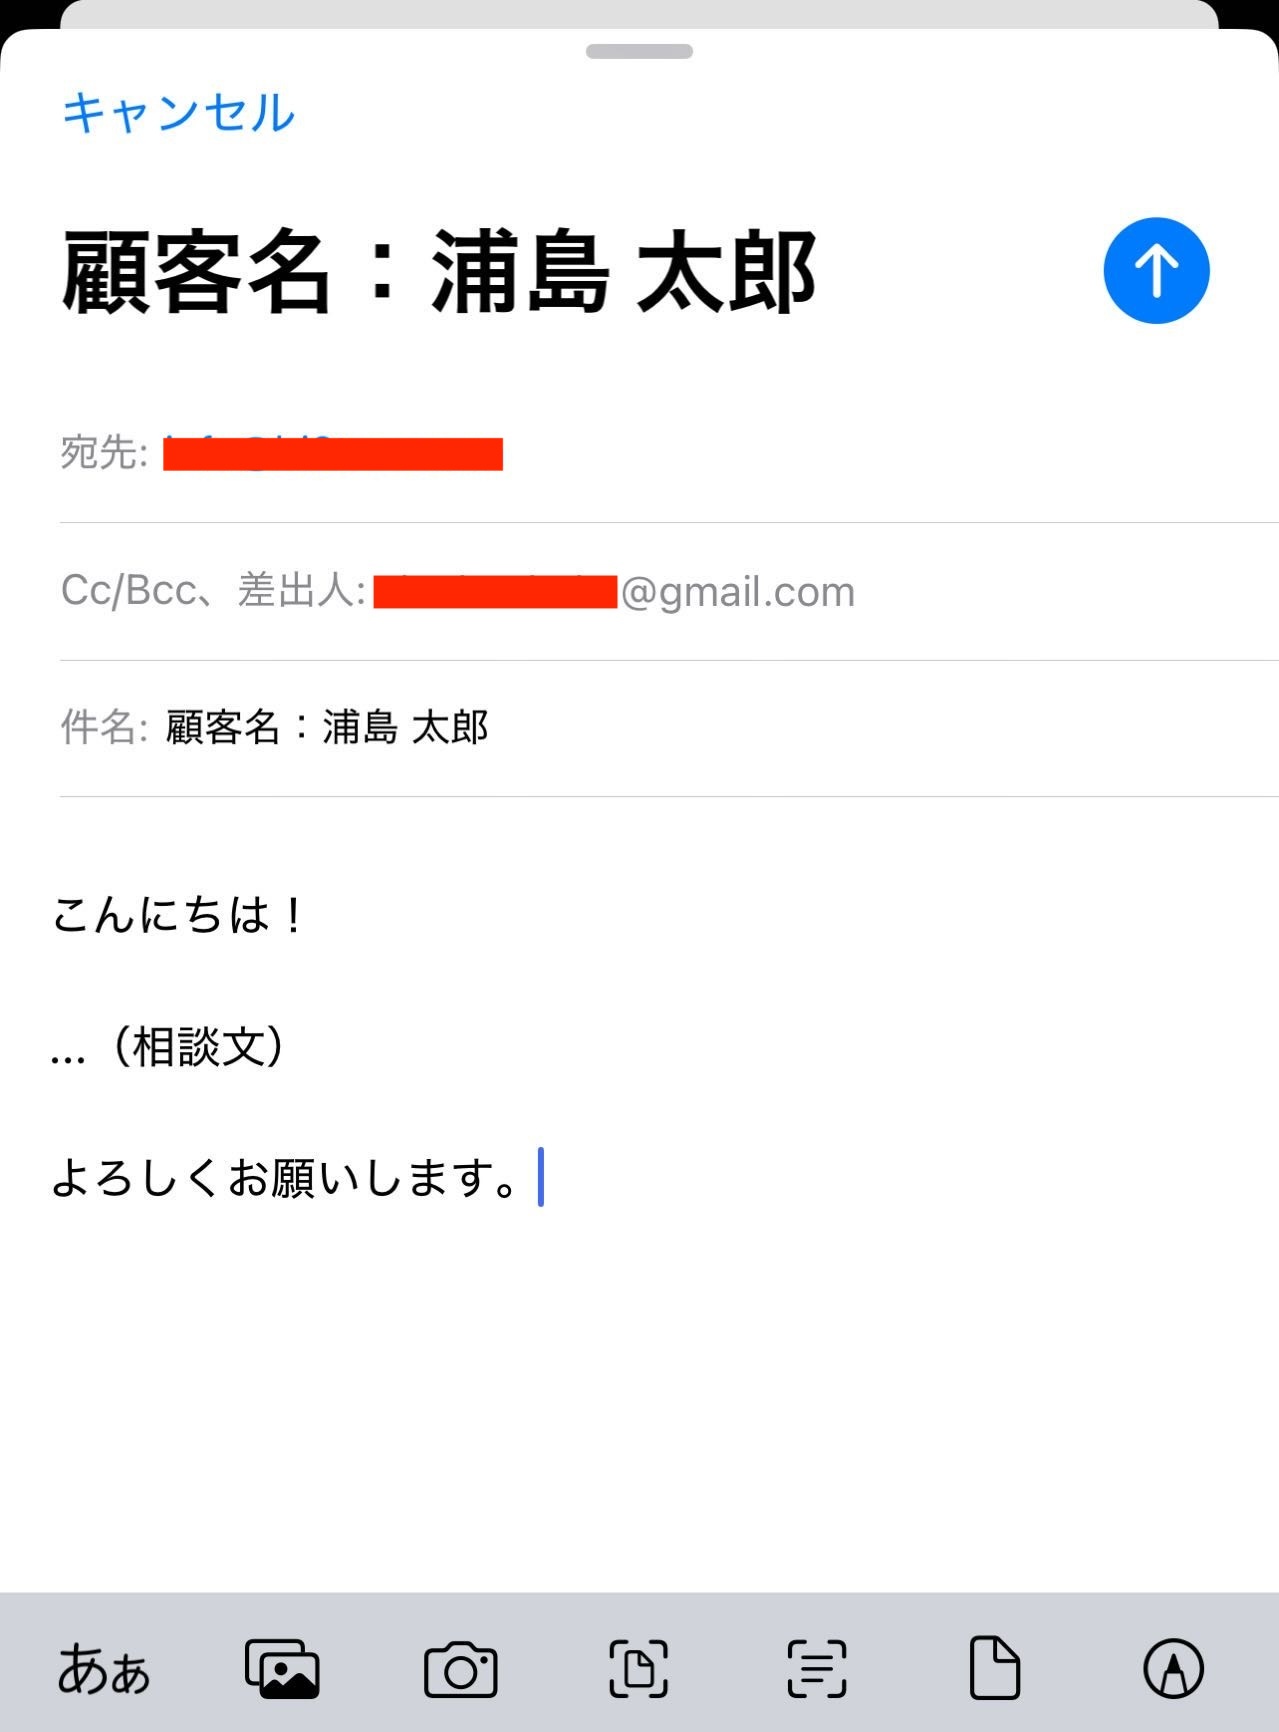 キャンセル
顧客名：浦島 太郎
宛先:
Cc/Bcc、差出人: @gmail.com
件名: 顧客名：浦島 太郎
こんにちは！
...（相談文）
よろしくお願いします。
あぁ